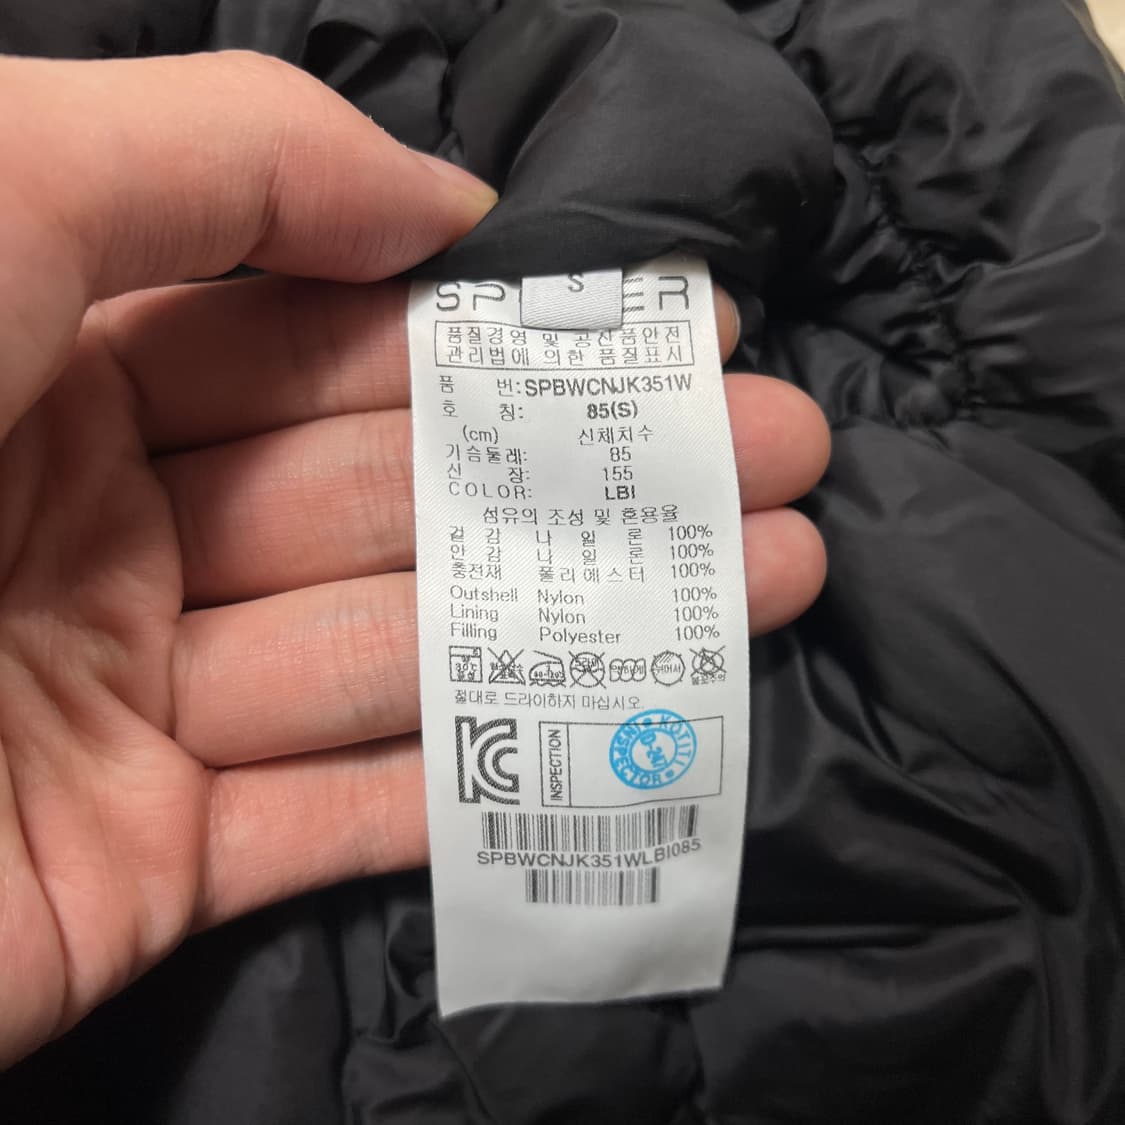 S
SP ER
품질경영 및 공산품안전
관리법에 의한 품질표시
품 번:SPBWCNJK351W
호 칭: 85(S)
(cm) 신체치수
가슴둘레: 85
신 장: 155
COLOR: LBI
섬유의 조성 및 혼용율
겉 감 나 일 론 100%
안 감 나 일 론 100%
충전재 폴리에스터 100%
Outshell Nylon 100%
Lining Nylon 100%
Filling Polyester 100%
30℃
절대로 드라이하지 마십시오.
KC
INSPECTION
KOTITI INSPECTOR
SPBWCNJK351WLBI085